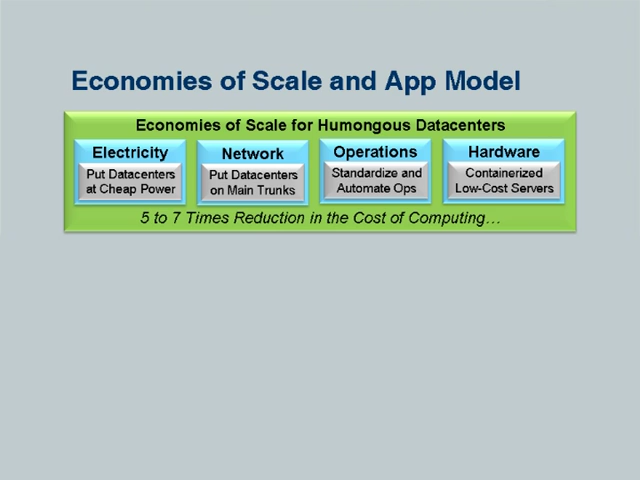 Economies of Scale and App Model
Economies of Scale for Humongous Datacenters
Electricity
Put Datacenters
at Cheap Power
Network
Put Datacenters
on Main Trunks
Operations
Standardize and
Automate Ops
Hardware
Containerized
Low-Cost Servers
5 to 7 Times Reduction in the Cost of Computing…